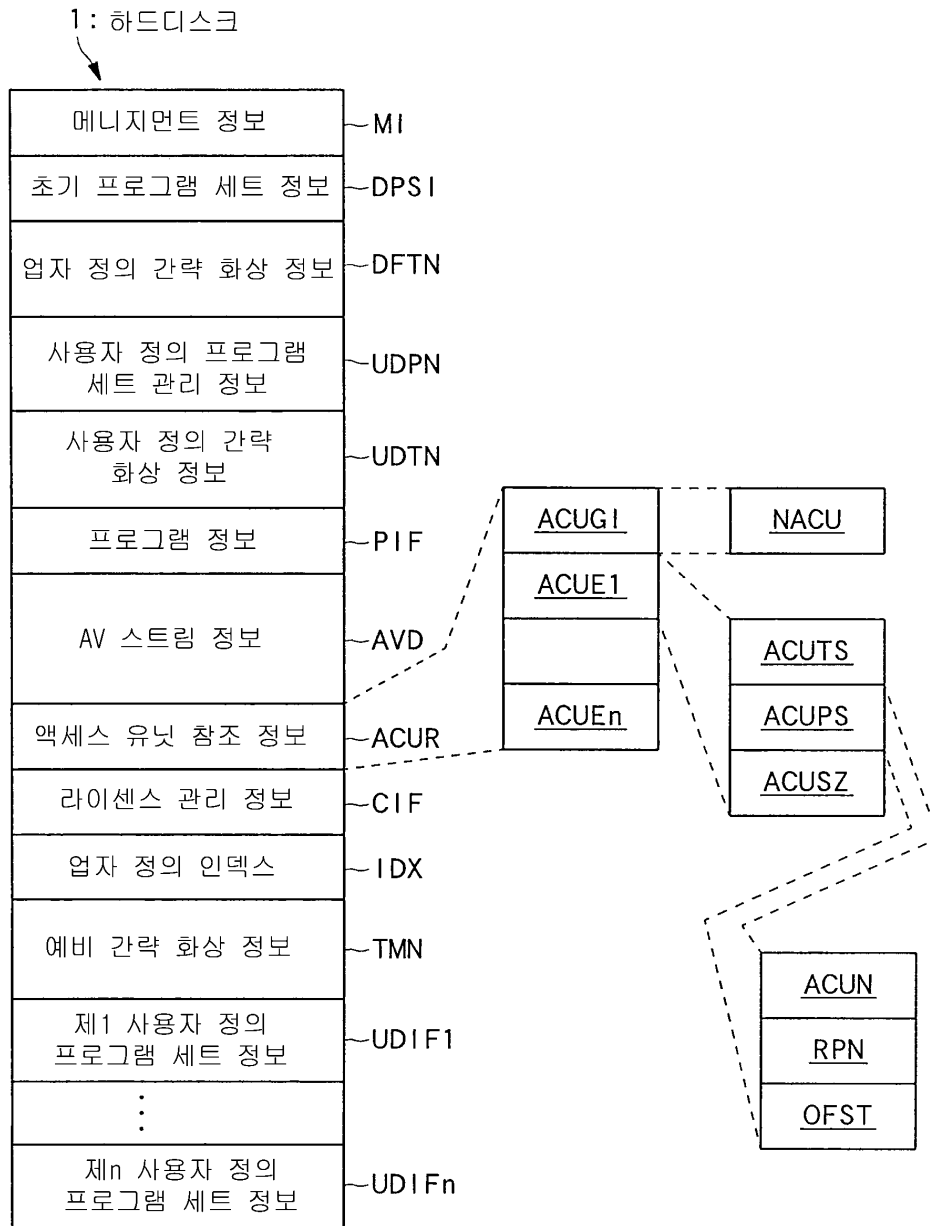 1: 하드디스크
메니지먼트 정보
MI
초기 프로그램 세트 정보
DPSI
업자 정의 간략 화상 정보
DFTN
사용자 정의 프로그램
세트 관리 정보
UDPN
사용자 정의 간략
화상 정보
UDTN
프로그램 정보
PIF
AV 스트림 정보
AVD
액세스 유닛 참조 정보
ACUR
라이센스 관리 정보
CIF
업자 정의 인덱스
IDX
예비 간략 화상 정보
TMN
제1 사용자 정의
프로그램 세트 정보
UDIF1
⋮
제n 사용자 정의
프로그램 세트 정보
UDIFn
ACUGI
ACUE1
ACUEn
NACU
ACUTS
ACUPS
ACUSZ
ACUN
RPN
OFST